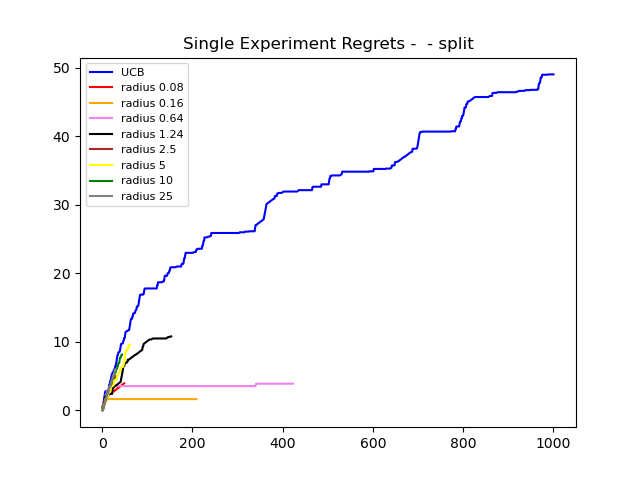 Single Experiment Regrets -  - split
50
40
30
20
10
0
UCB
radius 0.08
radius 0.16
radius 0.64
radius 1.24
radius 2.5
radius 5
radius 10
radius 25
0 200 400 600 800 1000